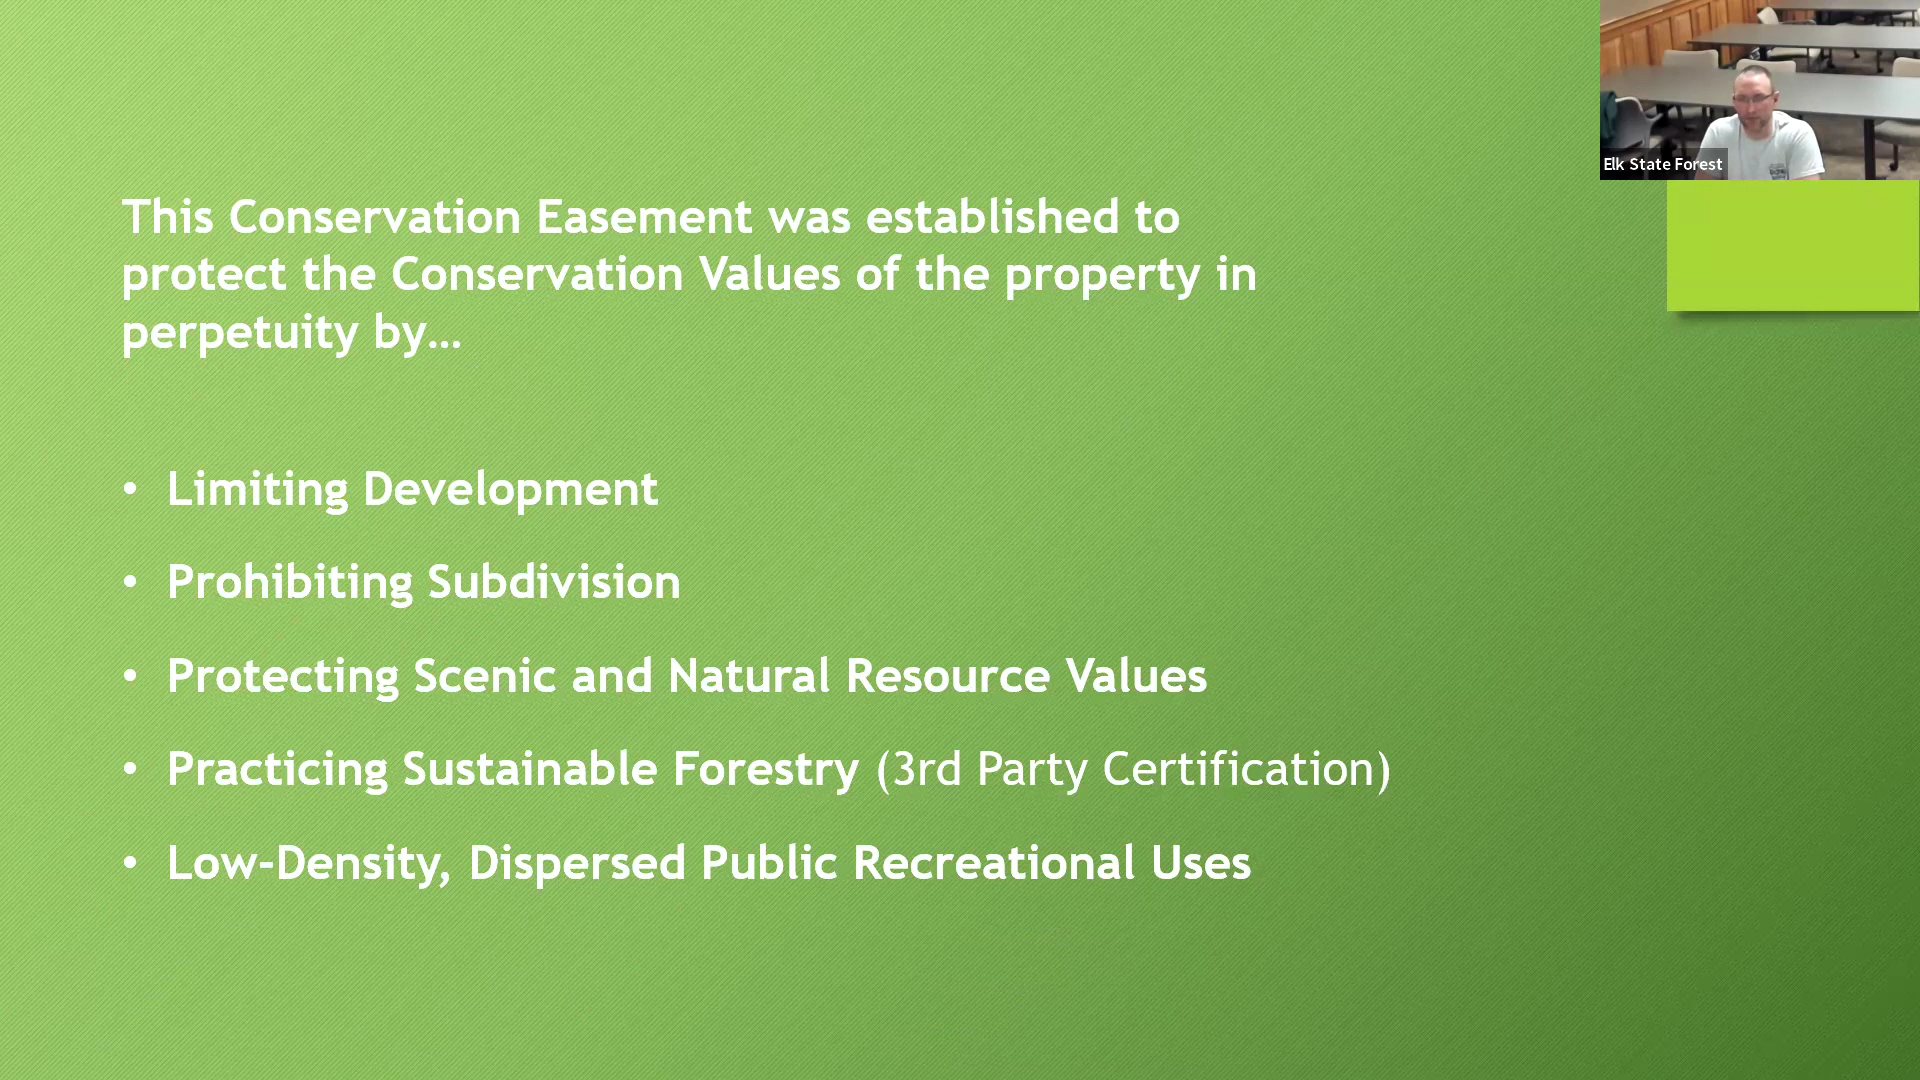 Elk State Forest
This Conservation Easement was established to
protect the Conservation Values of the property in
perpetuity by...
• Limiting Development
• Prohibiting Subdivision
• Protecting Scenic and Natural Resource Values
• Practicing Sustainable Forestry (3rd Party Certification)
• Low-Density, Dispersed Public Recreational Uses